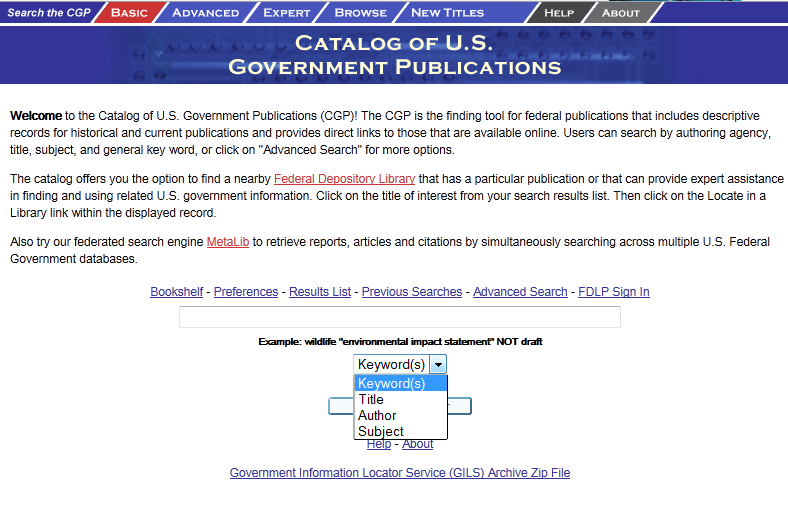 Search the CGP BASIC ADVANCED EXPERT BROWSE NEW TITLES HELP ABOUT
CATALOG OF U.S.
GOVERNMENT PUBLICATIONS
Welcome to the Catalog of U.S. Government Publications (CGP)! The CGP is the finding tool for federal publications that includes descriptive
records for historical and current publications and provides direct links to those that are available online. Users can search by authoring agency,
title, subject, and general key word, or click on "Advanced Search" for more options.
The catalog offers you the option to find a nearby Federal Depository Library that has a particular publication or that can provide expert assistance
in finding and using related U.S. government information. Click on the title of interest from your search results list. Then click on the Locate in a
Library link within the displayed record.
Also try our federated search engine MetaLib to retrieve reports, articles and citations by simultaneously searching across multiple U.S. Federal
Government databases.
Bookshelf - Preferences - Results List - Previous Searches - Advanced Search - FDLP Sign In
Example: wildlife "environmental impact statement" NOT draft
Keyword(s)
Keyword(s)
Title
Author
Subject
Help - About
Government Information Locator Service (GILS) Archive Zip File